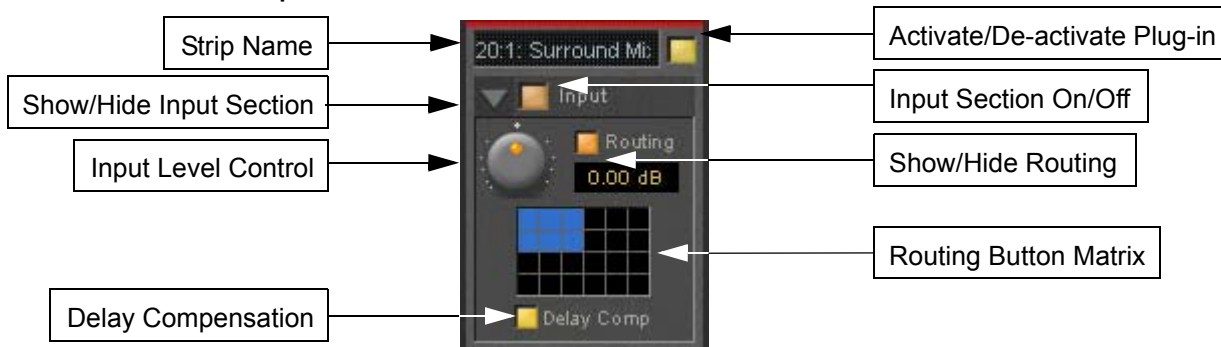 Strip Name
Show/Hide Input Section
Input Level Control
Delay Compensation
20:1: Surround Mi
Input
Routing
0.00 dB
Delay Comp
Activate/De-activate Plug-in
Input Section On/Off
Show/Hide Routing
Routing Button Matrix